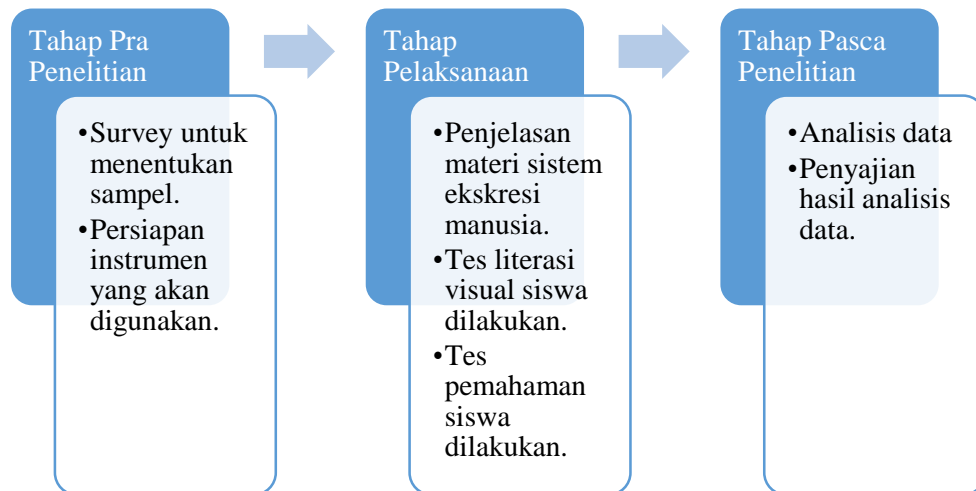 Tahap Pra
Penelitian
•Survey untuk
menentukan
sampel.
•Persiapan
instrumen
yang akan
digunakan.
Tahap
Pelaksanaan
•Penjelasan
materi sistem
ekskresi
manusia.
•Tes literasi
visual siswa
dilakukan.
•Tes
pemahaman
siswa
dilakukan.
Tahap Pasca
Penelitian
•Analisis data
•Penyajian
hasil analisis
data.